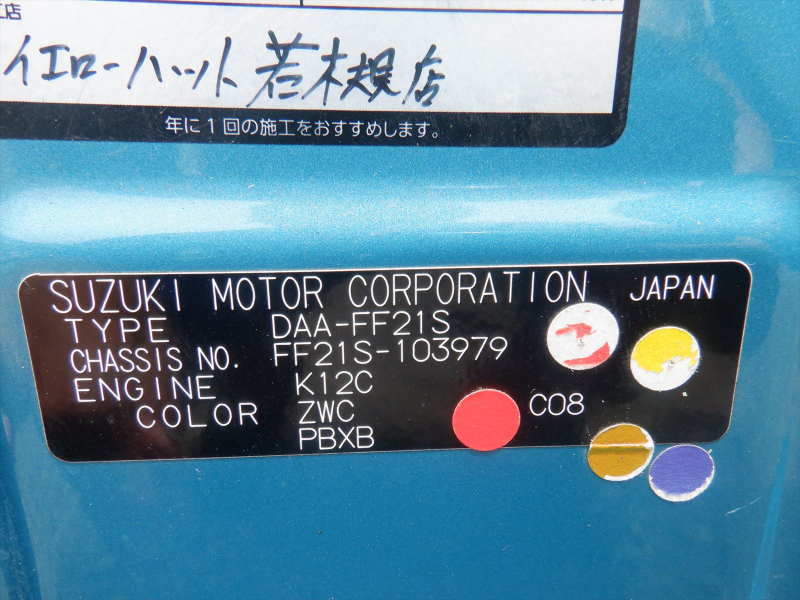 工店
イエローハット若木規店
年に1回の施工をおすすめします。
SUZUKI MOTOR CORPORATION JAPAN
TYPE DAA-FF21S
CHASSIS NO. FF21S-103979
ENGINE K12C
COLOR ZWC C08
PBXB